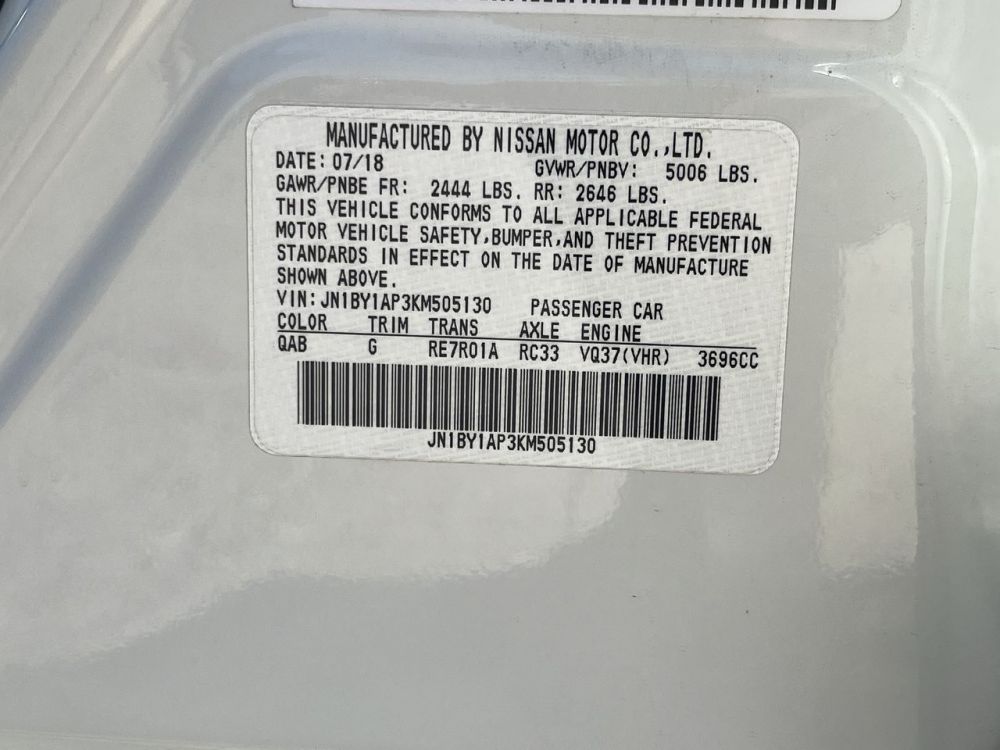 MANUFACTURED BY NISSAN MOTOR CO.,LTD.
DATE: 07/18 GVWR/PNBV: 5006 LBS.
GAWR/PNBE FR: 2444 LBS. RR: 2646 LBS.
THIS VEHICLE CONFORMS TO ALL APPLICABLE FEDERAL
MOTOR VEHICLE SAFETY,BUMPER,AND THEFT PREVENTION
STANDARDS IN EFFECT ON THE DATE OF MANUFACTURE
SHOWN ABOVE.
VIN:JN1BY1AP3KM505130 PASSENGER CAR
COLOR TRIM TRANS AXLE ENGINE
QAB G RE7R01A RC33 VQ37(VHR) 3696CC
JN1BY1AP3KM505130